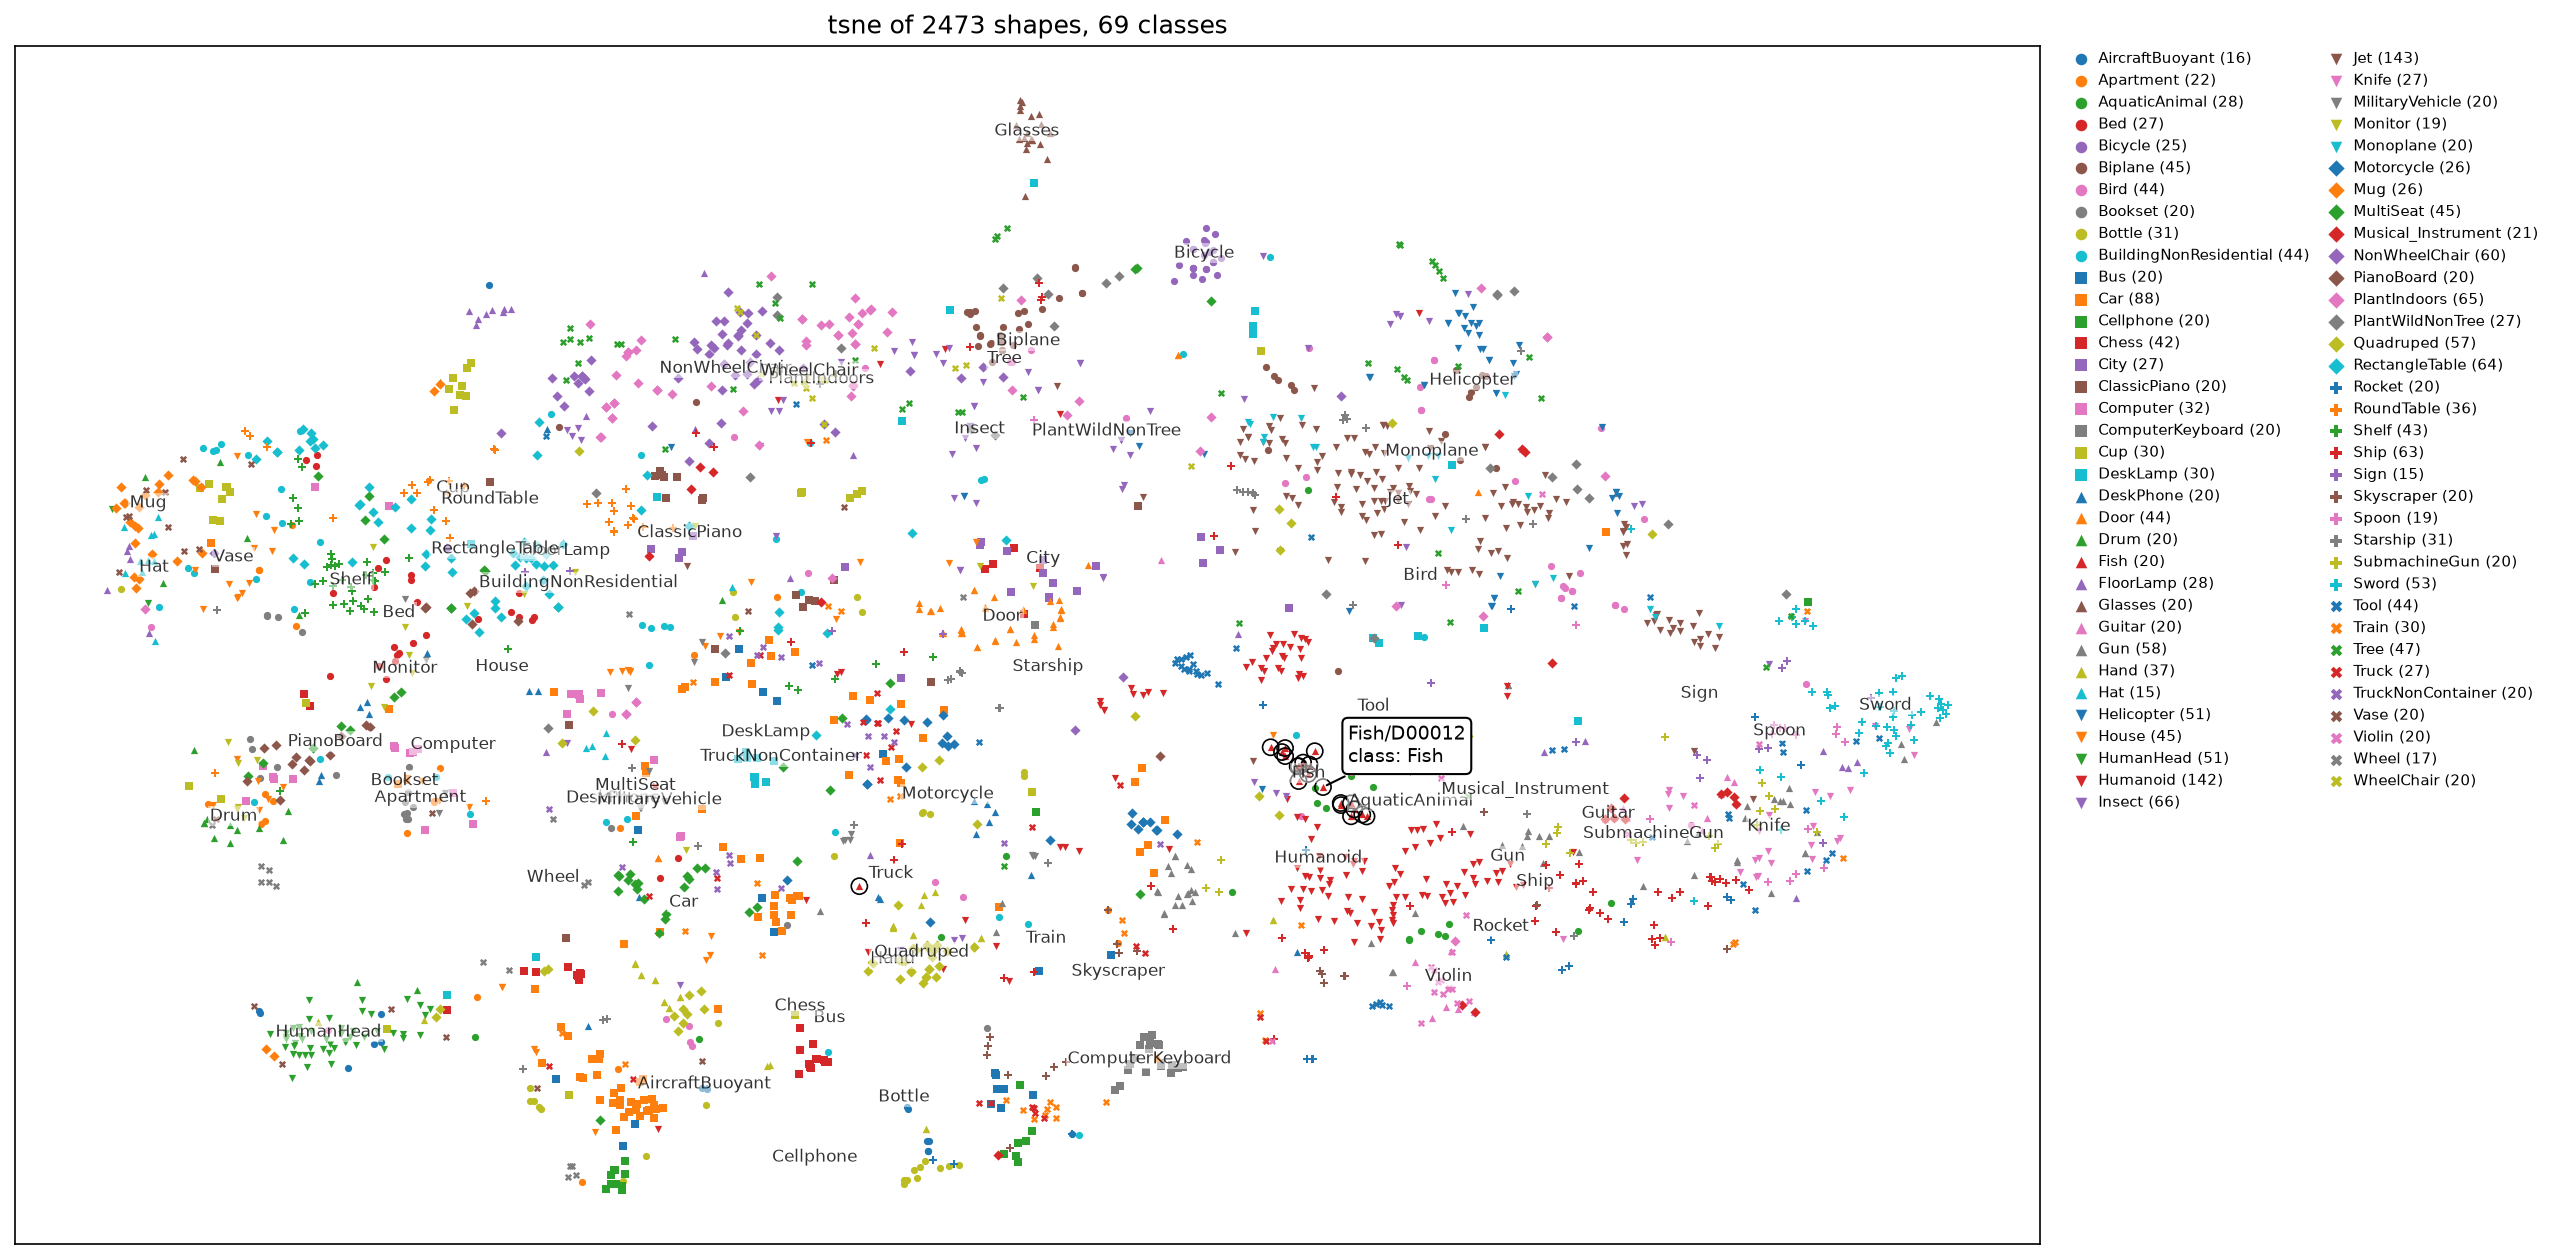 tsne of 2473 shapes, 69 classes
Glasses
Bicycle
Biplane
Tree
NonWheelCh
WheelChair
PlantIndoors
Helicopter
Insect
PlantWildNonTree
Monoplane
Cup
RoundTable
Mug
Jet
ClassicPiano
RectangleTable
Lamp
Vase
City
Hat
Shelf
BuildingNonResidential
Bird
Bed
Door
Monitor
House
Starship
Sign
Tool
Sword
Fish/D00012
class: Fish
DeskLamp
Spoon
PianoBoard
Computer
TruckNonContainer
Fish
Bookset
MultiSeat
Apartment
MilitaryVehicle
Motorcycle
Musical_Instrument
AquaticAnimal
Drum
Guitar
Knife
SubmachineGun
Humanoid
Gun
Wheel
Truck
Ship
Car
Rocket
Train
Quadruped
Hand
Skyscraper
Violin
Chess
Bus
HumanHead
ComputerKeyboard
AircraftBuoyant
Bottle
Cellphone
AircraftBuoyant (16)
Apartment (22)
AquaticAnimal (28)
Bed (27)
Bicycle (25)
Biplane (45)
Bird (44)
Bookset (20)
Bottle (31)
BuildingNonResidential (44)
Bus (20)
Car (88)
Cellphone (20)
Chess (42)
City (27)
ClassicPiano (20)
Computer (32)
ComputerKeyboard (20)
Cup (30)
DeskLamp (30)
DeskPhone (20)
Door (44)
Drum (20)
Fish (20)
FloorLamp (28)
Glasses (20)
Guitar (20)
Gun (58)
Hand (37)
Hat (15)
Helicopter (51)
House (45)
HumanHead (51)
Humanoid (142)
Insect (66)
Jet (143)
Knife (27)
MilitaryVehicle (20)
Monitor (19)
Monoplane (20)
Motorcycle (26)
Mug (26)
MultiSeat (45)
Musical_Instrument (21)
NonWheelChair (60)
PianoBoard (20)
PlantIndoors (65)
PlantWildNonTree (27)
Quadruped (57)
RectangleTable (64)
Rocket (20)
RoundTable (36)
Shelf (43)
Ship (63)
Sign (15)
Skyscraper (20)
Spoon (19)
Starship (31)
SubmachineGun (20)
Sword (53)
Tool (44)
Train (30)
Tree (47)
Truck (27)
TruckNonContainer (20)
Vase (20)
Violin (20)
Wheel (17)
WheelChair (20)